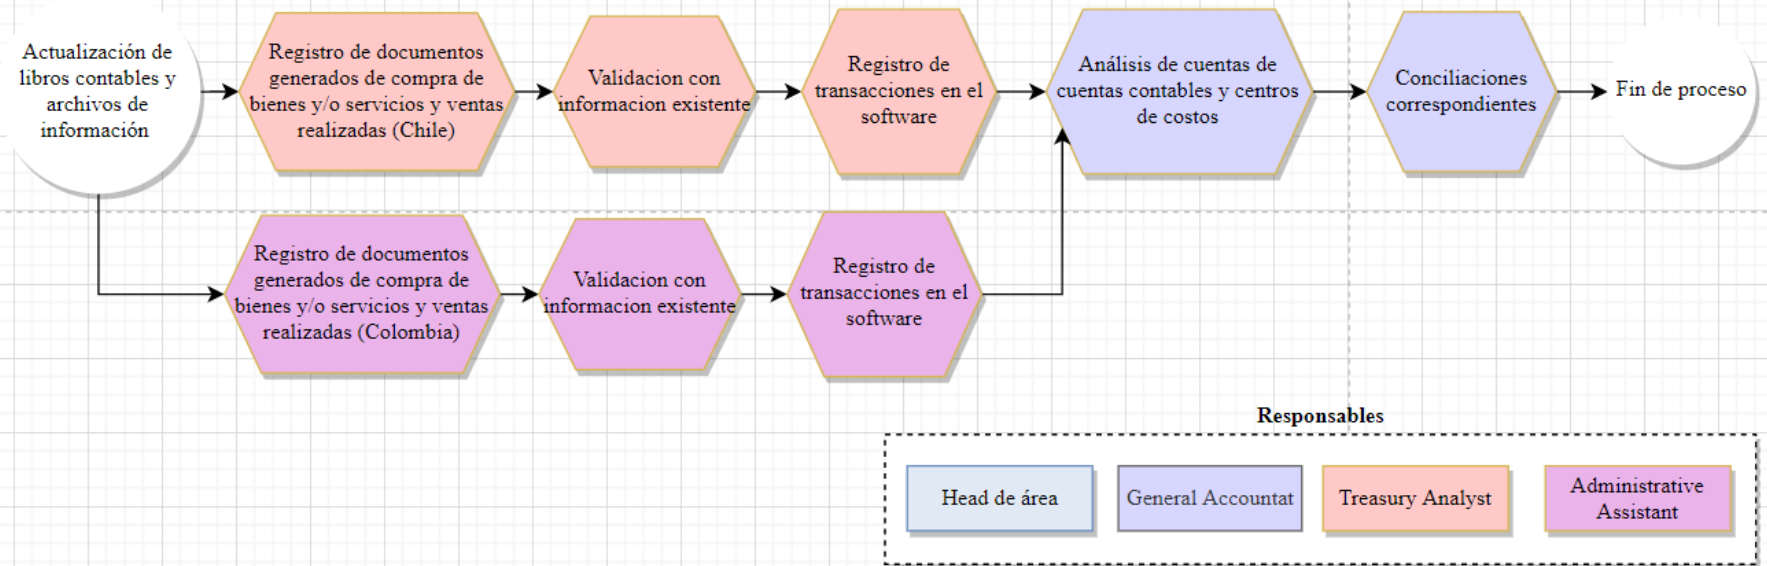 Actualización de
libros contables y
archivos de
información
Registro de documentos
generados de compra de
bienes y/o servicios y ventas
realizadas (Chile)
Validacion con
informacion existente
Registro de
transacciones en el
software
Análisis de cuentas de
cuentas contables y centros
de costos
Conciliaciones
correspondientes
Fin de proceso
Registro de documentos
generados de compra de
bienes y/o servicios y ventas
realizadas (Colombia)
Validacion con
informacion existente
Registro de
transacciones en el
software
Responsables
Head de área
General Accountat
Treasury Analyst
Administrative
Assistant